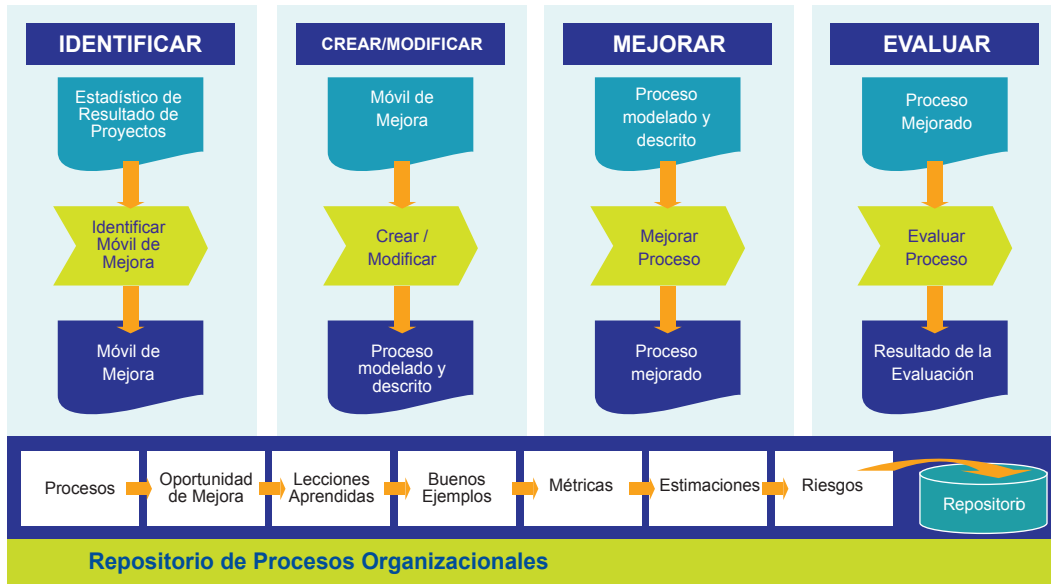 IDENTIFICAR
Estadístico de
Resultado de
Proyectos
Identificar
Móvil de
Mejora
Móvil de
Mejora
CREAR/MODIFICAR
Móvil de
Mejora
Crear /
Modificar
Proceso
modelado y
descrito
MEJORAR
Proceso
modelado y
descrito
Mejorar
Proceso
Proceso
mejorado
EVALUAR
Proceso
Mejorado
Evaluar
Proceso
Resultado de la
Evaluación
Procesos
Oportunidad
de Mejora
Lecciones
Aprendidas
Buenos
Ejemplos
Métricas
Estimaciones
Riesgos
Repositorio
Repositorio de Procesos Organizacionales